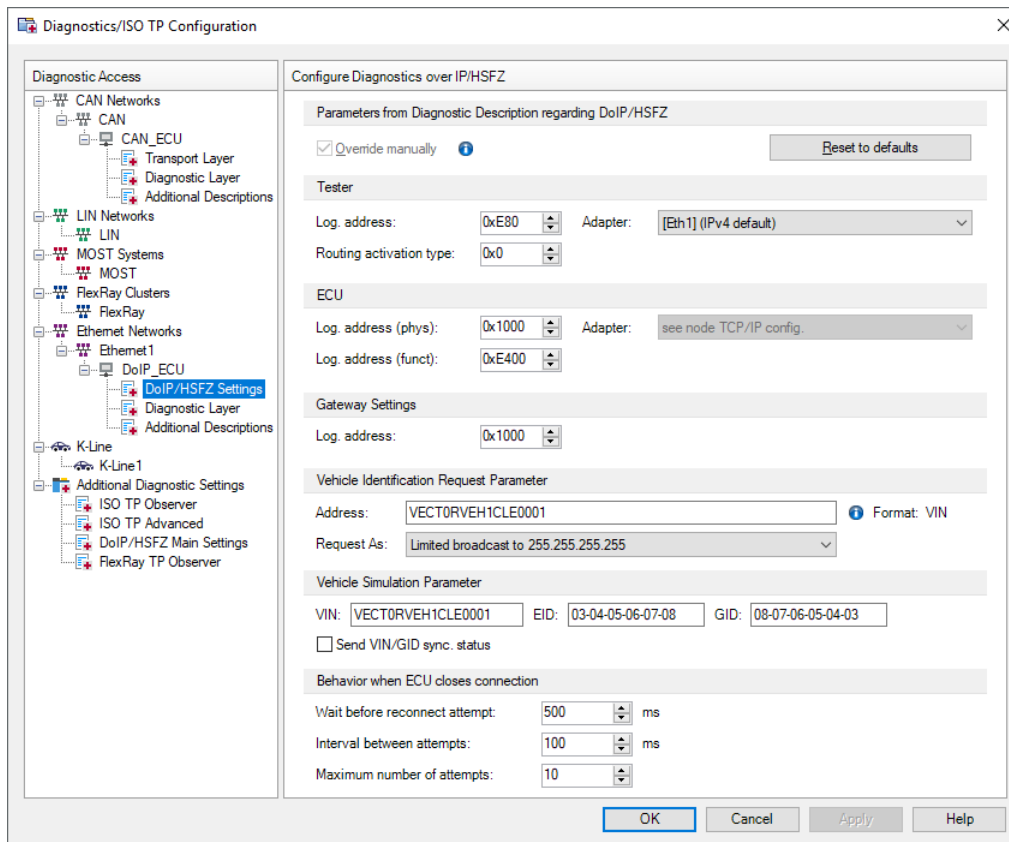 Diagnostics/ISO TP Configuration
Diagnostic Access
CAN Networks
CAN
CAN_ECU
Transport Layer
Diagnostic Layer
Additional Descriptions
LIN Networks
LIN
MOST Systems
MOST
FlexRay Clusters
FlexRay
Ethernet Networks
Ethernet1
DoIP_ECU
DoIP/HSFZ Settings
Diagnostic Layer
Additional Descriptions
K-Line
K-Line1
Additional Diagnostic Settings
ISO TP Observer
ISO TP Advanced
DoIP/HSFZ Main Settings
FlexRay TP Observer
Configure Diagnostics over IP/HSFZ
Parameters from Diagnostic Description regarding DoIP/HSFZ
Override manually Reset to defaults
Tester
Log. address: 0xE80 Adapter: [Eth1] (IPv4 default)
Routing activation type: 0x0
ECU
Log. address (phys): 0x1000 Adapter: see node TCP/IP config.
Log. address (funct): 0xE400
Gateway Settings
Log. address: 0x1000
Vehicle Identification Request Parameter
Address: VECT0RVEH1CLE0001 Format: VIN
Request As: Limited broadcast to 255.255.255.255
Vehicle Simulation Parameter
VIN: VECT0RVEH1CLE0001 EID: 03-04-05-06-07-08 GID: 08-07-06-05-04-03
Send VIN/GID sync. status
Behavior when ECU closes connection
Wait before reconnect attempt: 500 ms
Interval between attempts: 100 ms
Maximum number of attempts: 10
OK Cancel Apply Help